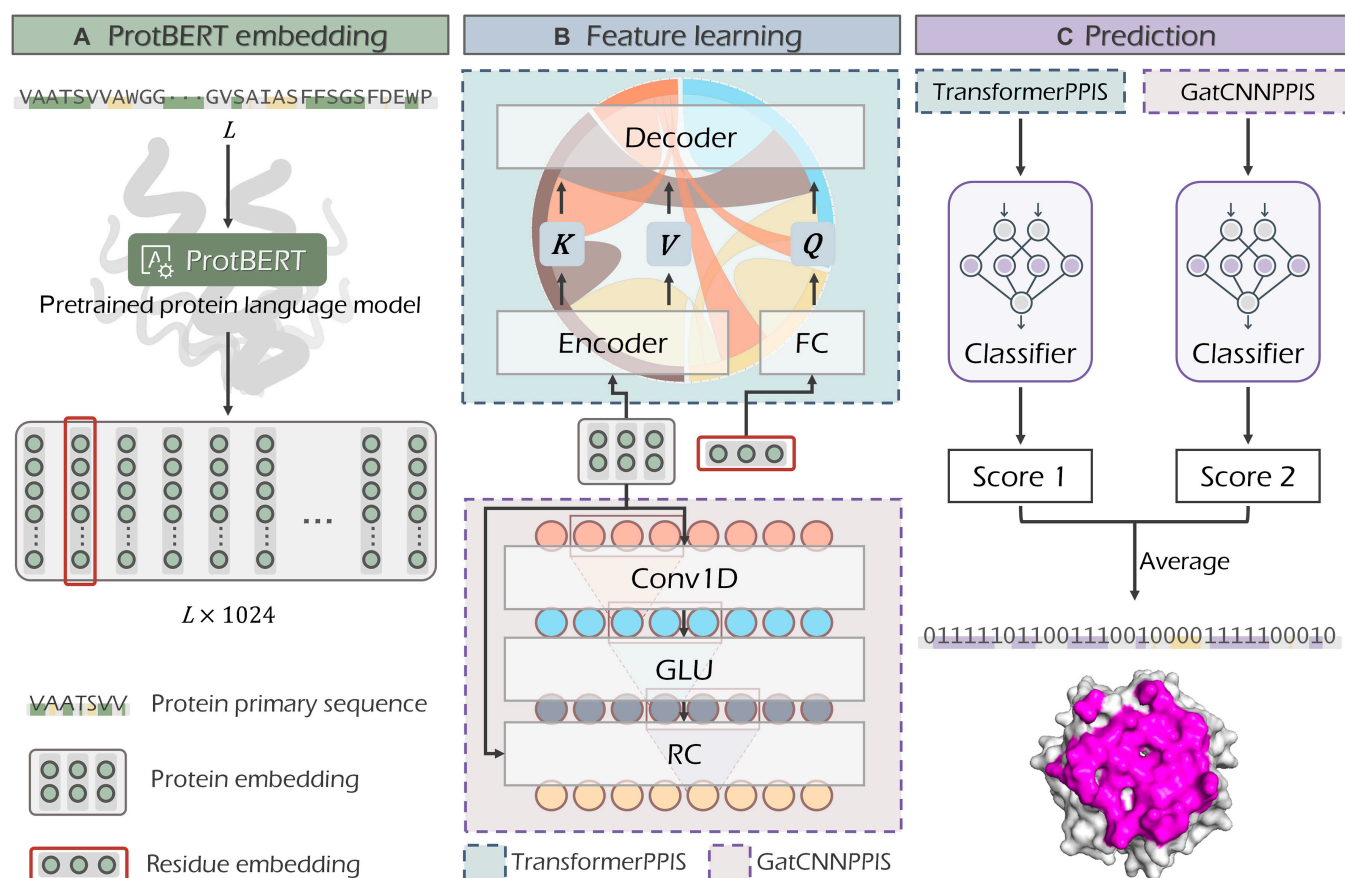 A ProtBERT embedding
VAATSVVAWGG···GVSAIASFFSGSFDEWP
L
ProtBERT
Pretrained protein language model
...
L × 1024
VAATSVV Protein primary sequence
Protein embedding
Residue embedding
B Feature learning
Decoder
K V Q
Encoder FC
Conv1D
GLU
RC
TransformerPPIS GatCNNPPIS
C Prediction
TransformerPPIS GatCNNPPIS
Classifier Classifier
Score 1 Score 2
Average
0111110110011100100001111100010